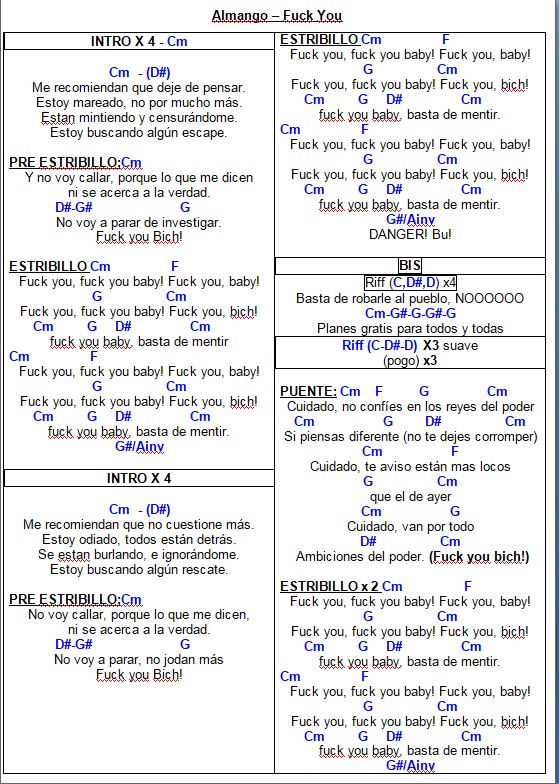 Almango – Fuck You
INTRO X 4 - Cm
Cm - (D#)
Me recomiendan que deje de pensar.
Estoy mareado, no por mucho más.
Estan mintiendo y censurándome.
Estoy buscando algún escape.
PRE ESTRIBILLO:Cm
Y no voy callar, porque lo que me dicen
ni se acerca a la verdad.
D#-G# G
No voy a parar de investigar.
Fuck you Bich!
ESTRIBILLO Cm F
Fuck you, fuck you baby! Fuck you, baby!
G Cm
Fuck you, fuck you baby! Fuck you, bich!
Cm G D# Cm
fuck you baby, basta de mentir
Cm F
Fuck you, fuck you baby! Fuck you, baby!
G Cm
Fuck you, fuck you baby! Fuck you, bich!
Cm G D# Cm
fuck you baby, basta de mentir.
G#/Ainv
INTRO X 4
Cm - (D#)
Me recomiendan que no cuestione más.
Estoy odiado, todos están detrás.
Se estan burlando, e ignorándome.
Estoy buscando algún rescate.
PRE ESTRIBILLO:Cm
No voy callar, porque lo que me dicen,
ni se acerca a la verdad.
D#-G# G
No voy a parar, no jodan más
Fuck you Bich!
ESTRIBILLO Cm F
Fuck you, fuck you baby! Fuck you, baby!
G Cm
Fuck you, fuck you baby! Fuck you, bich!
Cm G D# Cm
fuck you baby, basta de mentir.
Cm F
Fuck you, fuck you baby! Fuck you, baby!
G Cm
Fuck you, fuck you baby! Fuck you, bich!
Cm G D# Cm
fuck you baby, basta de mentir.
G#/Ainv
DANGER! Bu!
BIS
Riff (C,D#,D) x4
Basta de robarle al pueblo, NOOOOOO
Cm-G#-G-G#-G
Planes gratis para todos y todas
Riff (C-D#-D) X3 suave
(pogo) x3
PUENTE: Cm F G Cm
Cuidado, no confíes en los reyes del poder
Cm G D# Cm
Si piensas diferente (no te dejes corromper)
Cm F
Cuidado, te aviso están mas locos
G Cm
que el de ayer
Cm G
Cuidado, van por todo
D# Cm
Ambiciones del poder. (Fuck you bich!)
ESTRIBILLO x 2 Cm F
Fuck you, fuck you baby! Fuck you, baby!
G Cm
Fuck you, fuck you baby! Fuck you, bich!
Cm G D# Cm
fuck you baby, basta de mentir.
Cm F
Fuck you, fuck you baby! Fuck you, baby!
G Cm
Fuck you, fuck you baby! Fuck you, bich!
Cm G D# Cm
fuck you baby, basta de mentir.
G#/Ainv